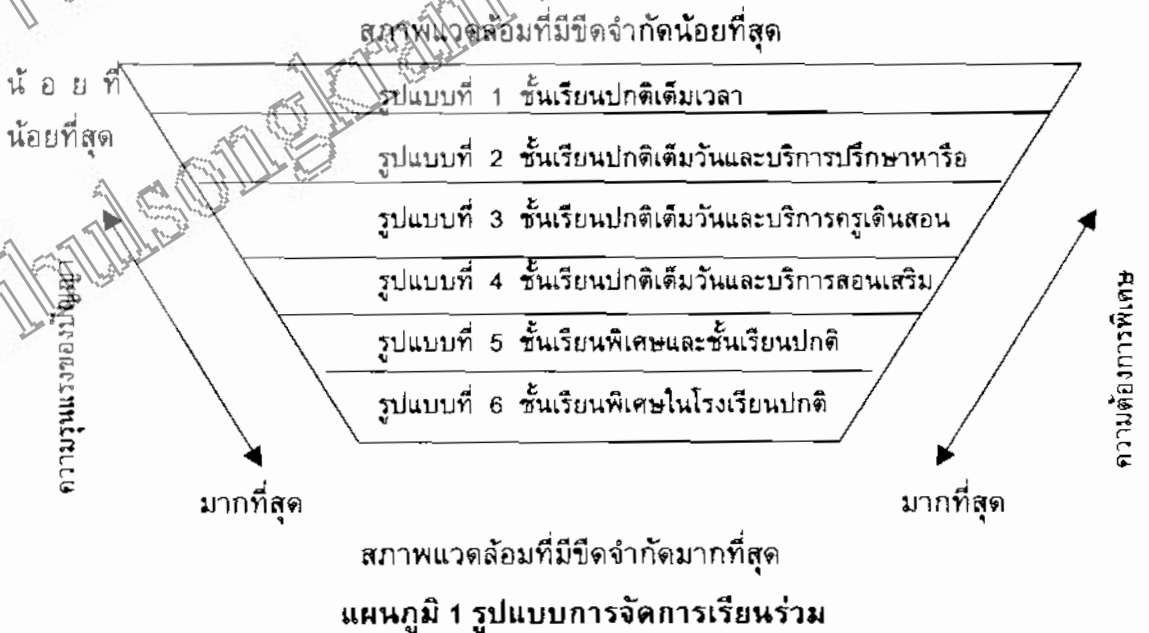 สภาพแวดล้อมที่มีขีดจำกัดน้อยที่สุด
น้ อ ย ที่
น้อยที่สุด
รูปแบบที่ 1 ชั้นเรียนปกติเต็มเวลา
รูปแบบที่ 2 ชั้นเรียนปกติเต็มวันและบริการปรึกษาหารือ
รูปแบบที่ 3 ชั้นเรียนปกติเต็มวันและบริการครูเดินสอน
รูปแบบที่ 4 ชั้นเรียนปกติเต็มวันและบริการสอนเสริม
รูปแบบที่ 5 ชั้นเรียนพิเศษและชั้นเรียนปกติ
รูปแบบที่ 6 ชั้นเรียนพิเศษในโรงเรียนปกติ
ความรุนแรงของปัญญา
ความต้องการพิเศษ
มากที่สุด
มากที่สุด
สภาพแวดล้อมที่มีขีดจำกัดมากที่สุด
แผนภูมิ 1 รูปแบบการจัดการเรียนร่วม